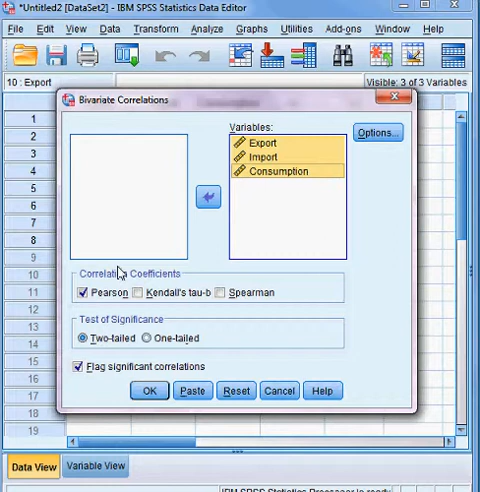 *Untitled2 [DataSet2] - IBM SPSS Statistics Data Editor
File Edit View Data Transform Analyze Graphs Utilities Add-ons Window Help
10 : Export Visible: 3 of 3 Variables
Bivariate Correlations
Variables:
Export
Import
Consumption
Options...
Correlation Coefficients
Pearson Kendall's tau-b Spearman
Test of Significance
Two-tailed One-tailed
Flag significant correlations
OK Paste Reset Cancel Help
1
2
3
4
5
6
7
8
9
10
11
12
13
14
15
16
17
18
19
Data View Variable View
IBM SPSS Statistics Processor is ready